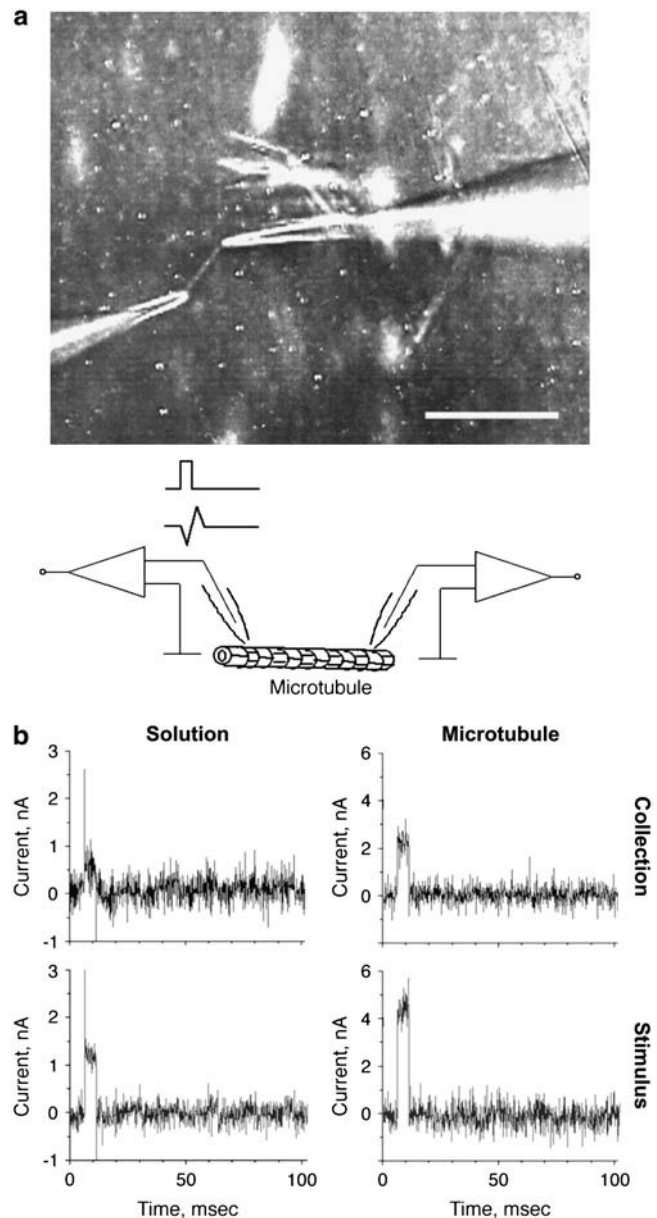 a
Microtubule
b
Solution
Microtubule
Current, nA
3
2
1
0
-1
Current, nA
6
4
2
0
Collection
Current, nA
3
2
1
0
-1
0
50
100
Time, msec
Current, nA
6
4
2
0
0
50
100
Time, msec
Stimulus